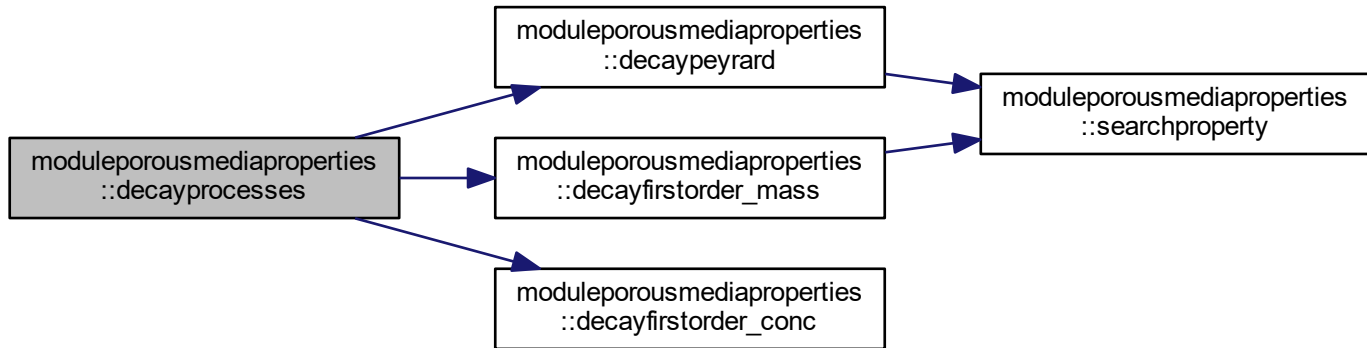 moduleporousmediaproperties
::decayprocesses
moduleporousmediaproperties
::decaypeyrard
moduleporousmediaproperties
::decayfirstorder_mass
moduleporousmediaproperties
::decayfirstorder_conc
moduleporousmediaproperties
::searchproperty